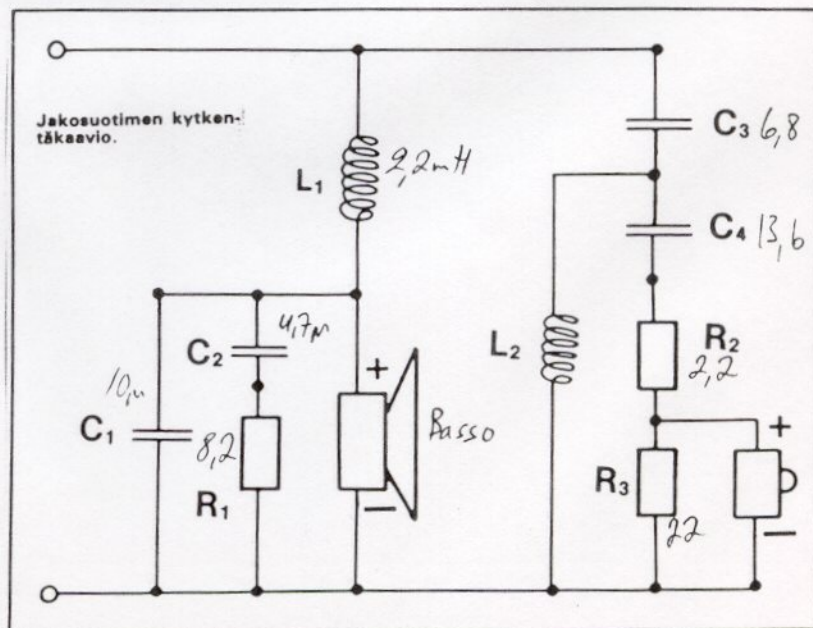 Jakosuotimen kytken-
täkaavio.
L1
2,2mH
C3 6,8
C4 13,6
4,7μ
C2
L2
R2
2,2
10μ
C1
8,2
R1
+
Basso
−
R3
22
+
−